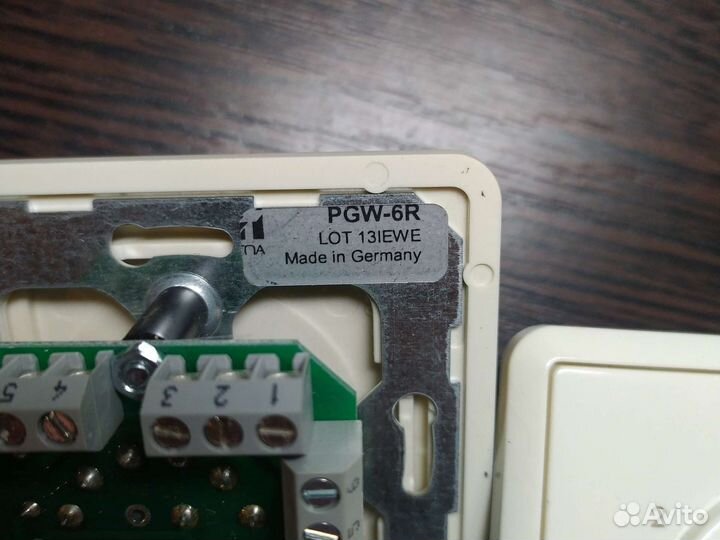 PGW-6R
LOT 13IEWE
Made in Germany
5 4 3 2 1
Avito